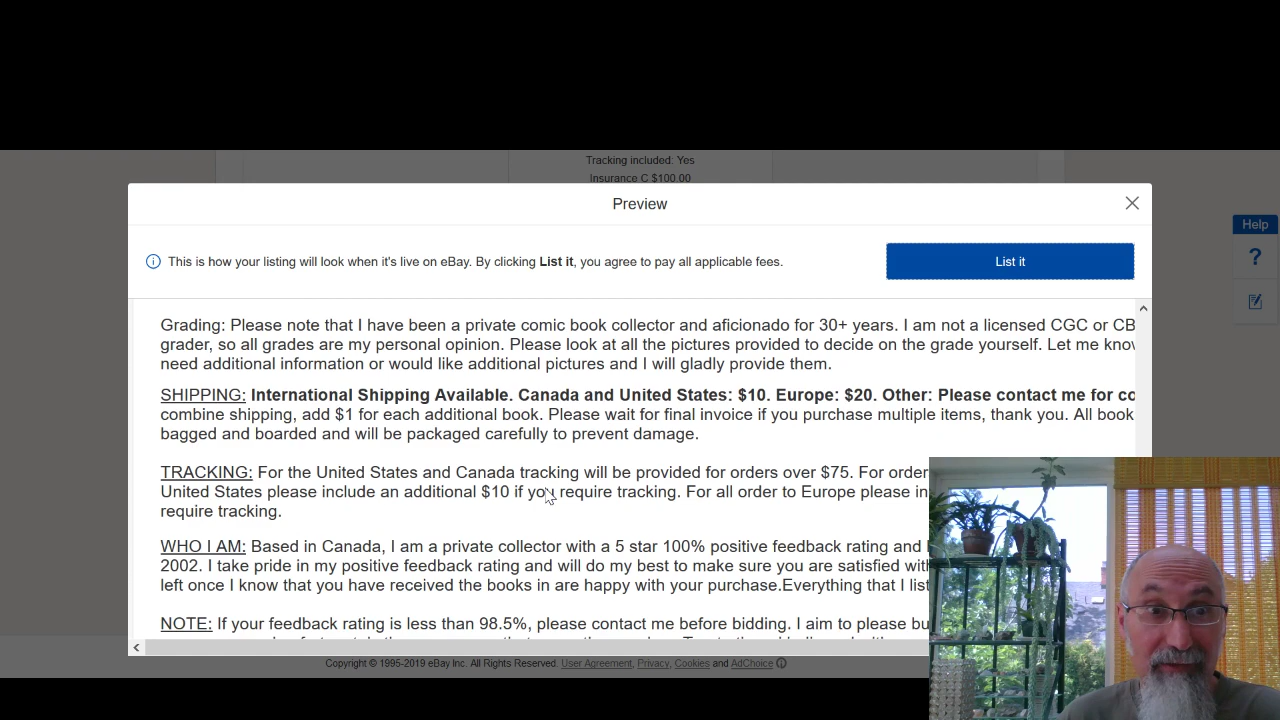 Tracking included: Yes
Insurance C $100.00
Preview
This is how your listing will look when it's live on eBay. By clicking List it, you agree to pay all applicable fees.
List it
Help
?
Grading: Please note that I have been a private comic book collector and aficionado for 30+ years. I am not a licensed CGC or CB
grader, so all grades are my personal opinion. Please look at all the pictures provided to decide on the grade yourself. Let me know
need additional information or would like additional pictures and I will gladly provide them.
SHIPPING: International Shipping Available. Canada and United States: $10. Europe: $20. Other: Please contact me for co
combine shipping, add $1 for each additional book. Please wait for final invoice if you purchase multiple items, thank you. All book
bagged and boarded and will be packaged carefully to prevent damage.
TRACKING: For the United States and Canada tracking will be provided for orders over $75. For order
United States please include an additional $10 if you require tracking. For all order to Europe please in
require tracking.
WHO I AM: Based in Canada, I am a private collector with a 5 star 100% positive feedback rating and
2002. I take pride in my positive feedback rating and will do my best to make sure you are satisfied with
left once I know that you have received the books in are happy with your purchase.Everything that I list
NOTE: If your feedback rating is less than 98.5%, please contact me before bidding. I aim to please bu
Copyright © 1995-2019 eBay Inc. All Rights Reserved. User Agreement, Privacy, Cookies and AdChoice